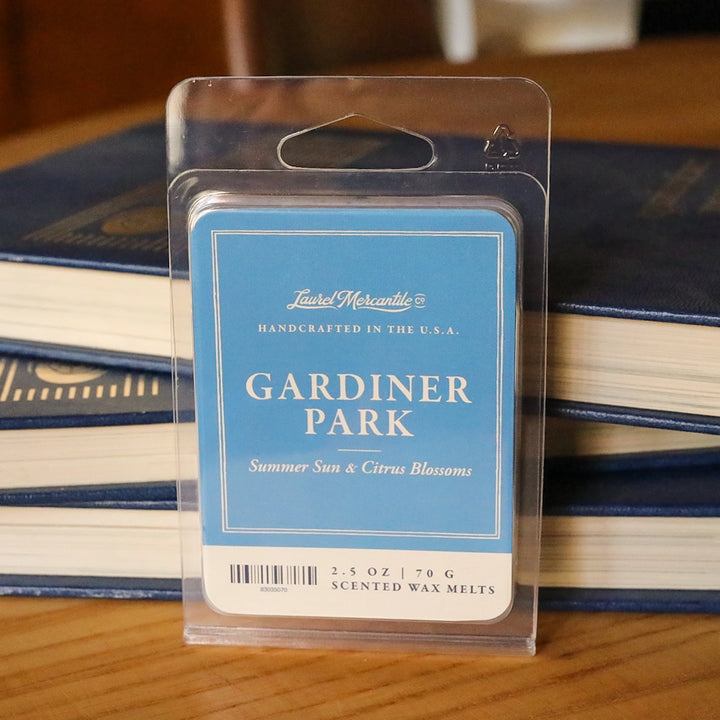 Laurel Mercantile Co
HANDCRAFTED IN THE U.S.A.
GARDINER
PARK
Summer Sun & Citrus Blossoms
2.5 OZ | 70 G
SCENTED WAX MELTS
83035070